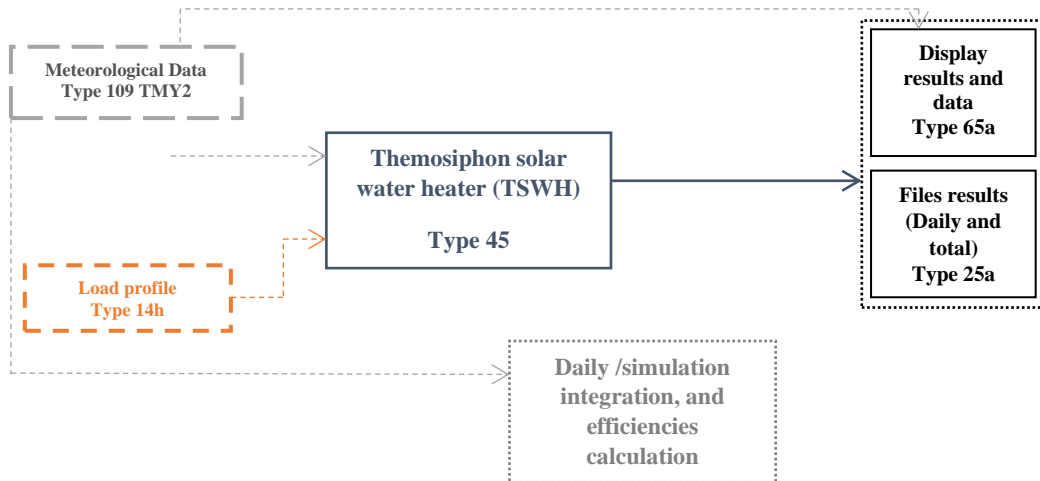 Meteorological Data
Type 109 TMY2
Display
results and
data
Type 65a
Themosiphon solar
water heater (TSWH)
Type 45
Files results
(Daily and
total)
Type 25a
Load profile
Type 14h
Daily /simulation
integration, and
efficiencies
calculation